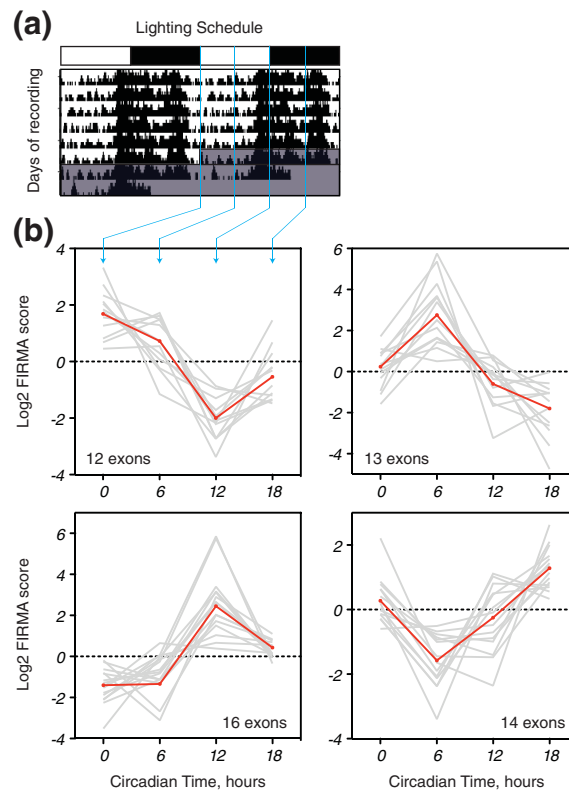 (a)
Lighting Schedule
Days of recording
(b)
4
2
0
-2
-4
Log2 FIRMA score
12 exons
0 6 12 18
6
4
2
0
-2
-4
13 exons
0 6 12 18
6
4
2
0
-2
-4
Log2 FIRMA score
16 exons
0 6 12 18
Circadian Time, hours
2
0
-2
-4
14 exons
0 6 12 18
Circadian Time, hours